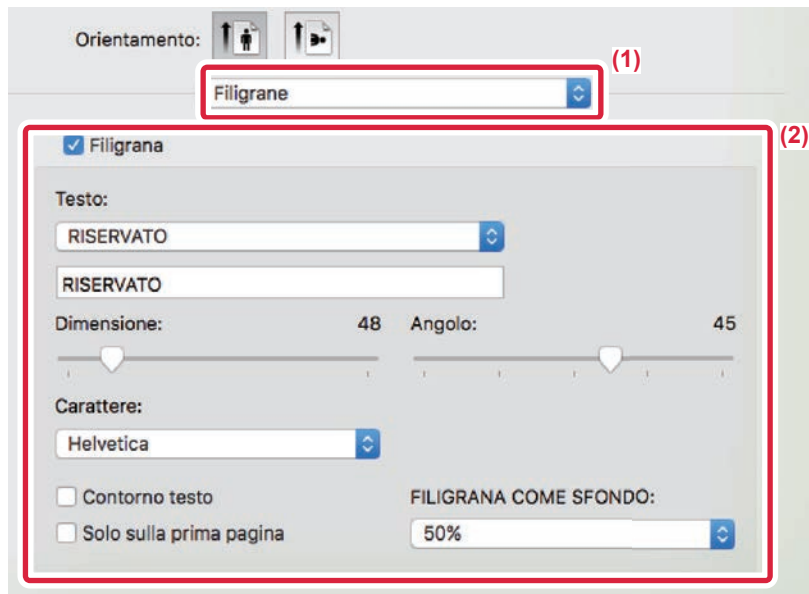 Orientamento:
(1)
Filigrane
(2)
Filigrana
Testo:
RISERVATO
RISERVATO
Dimensione: 48 Angolo: 45
Carattere:
Helvetica
Contorno testo FILIGRANA COME SFONDO:
Solo sulla prima pagina 50%